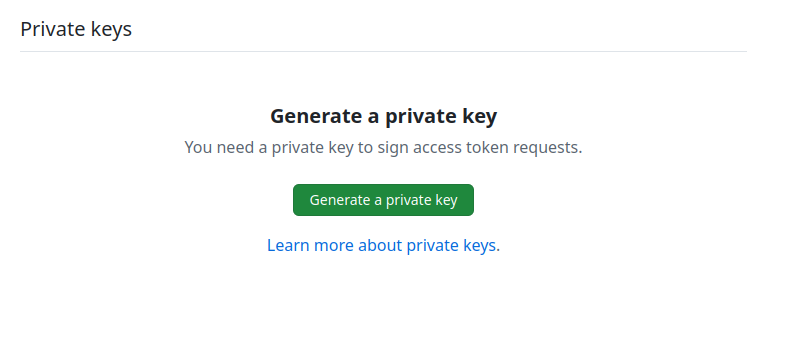 Private keys
Generate a private key
You need a private key to sign access token requests.
Generate a private key
Learn more about private keys.